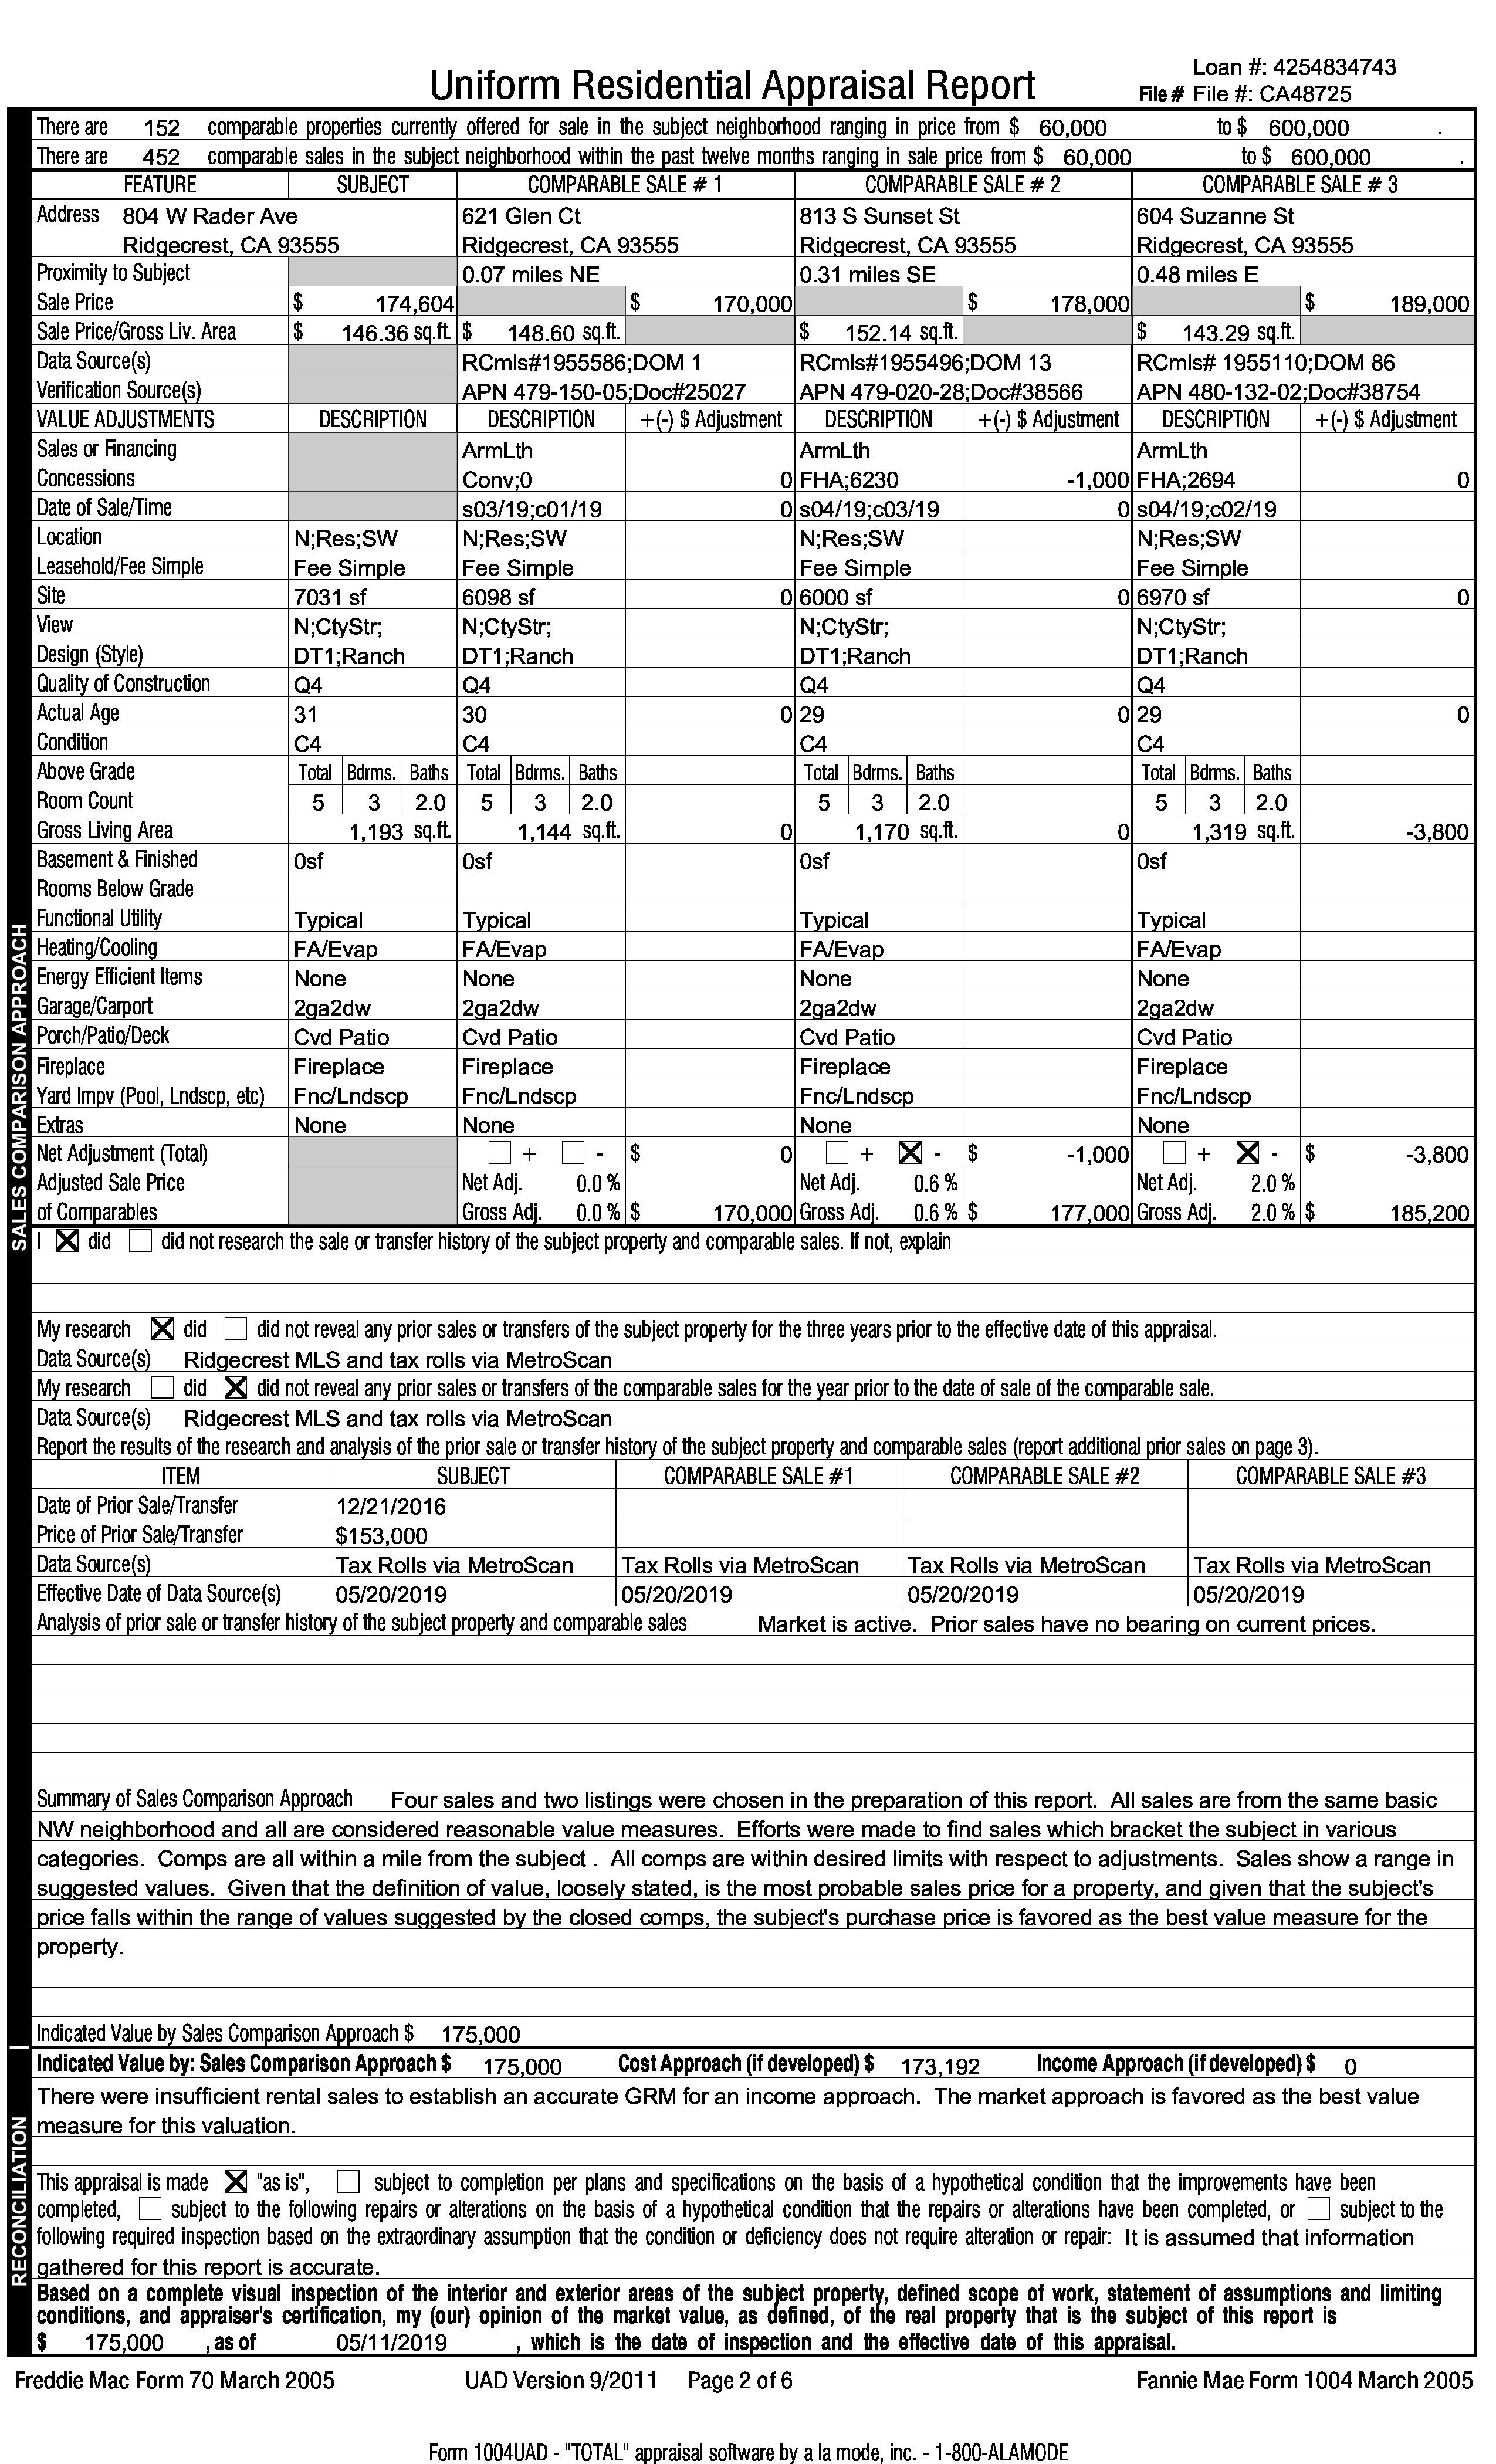 Uniform Residential Appraisal Report
Loan #: 4254834743
File # File #: CA48725
There are 152 comparable properties currently offered for sale in the subject neighborhood ranging in price from $ 60,000 to $ 600,000 .
There are 452 comparable sales in the subject neighborhood within the past twelve months ranging in sale price from $ 60,000 to $ 600,000 .
FEATURE SUBJECT COMPARABLE SALE # 1 COMPARABLE SALE # 2 COMPARABLE SALE # 3
Address 804 W Rader Ave 621 Glen Ct 813 S Sunset St 604 Suzanne St
Ridgecrest, CA 93555 Ridgecrest, CA 93555 Ridgecrest, CA 93555 Ridgecrest, CA 93555
Proximity to Subject 0.07 miles NE 0.31 miles SE 0.48 miles E
Sale Price $ 174,604 $ 170,000 $ 178,000 $ 189,000
Sale Price/Gross Liv. Area $ 146.36 sq.ft. $ 148.60 sq.ft. $ 152.14 sq.ft. $ 143.29 sq.ft.
Data Source(s) RCmls#1955586;DOM 1 RCmls#1955496;DOM 13 RCmls# 1955110;DOM 86
Verification Source(s) APN 479-150-05;Doc#25027 APN 479-020-28;Doc#38566 APN 480-132-02;Doc#38754
VALUE ADJUSTMENTS DESCRIPTION DESCRIPTION +(-) $ Adjustment DESCRIPTION +(-) $ Adjustment DESCRIPTION +(-) $ Adjustment
Sales or Financing ArmLth ArmLth ArmLth
Concessions Conv;0 0 FHA;6230 -1,000 FHA;2694 0
Date of Sale/Time s03/19;c01/19 0 s04/19;c03/19 0 s04/19;c02/19
Location N;Res;SW N;Res;SW N;Res;SW N;Res;SW
Leasehold/Fee Simple Fee Simple Fee Simple Fee Simple Fee Simple
Site 7031 sf 6098 sf 0 6000 sf 0 6970 sf 0
View N;CtyStr; N;CtyStr; N;CtyStr; N;CtyStr;
Design (Style) DT1;Ranch DT1;Ranch DT1;Ranch DT1;Ranch
Quality of Construction Q4 Q4 Q4 Q4
Actual Age 31 30 0 29 0 29 0
Condition C4 C4 C4 C4
Above Grade Total Bdrms. Baths Total Bdrms. Baths Total Bdrms. Baths Total Bdrms. Baths
Room Count 5 3 2.0 5 3 2.0 5 3 2.0 5 3 2.0
Gross Living Area 1,193 sq.ft. 1,144 sq.ft. 0 1,170 sq.ft. 0 1,319 sq.ft. -3,800
Basement & Finished 0sf 0sf 0sf 0sf
Rooms Below Grade
Functional Utility Typical Typical Typical Typical
Heating/Cooling FA/Evap FA/Evap FA/Evap FA/Evap
Energy Efficient Items None None None None
Garage/Carport 2ga2dw 2ga2dw 2ga2dw 2ga2dw
Porch/Patio/Deck Cvd Patio Cvd Patio Cvd Patio Cvd Patio
Fireplace Fireplace Fireplace Fireplace Fireplace
Yard Impv (Pool, Lndscp, etc) Fnc/Lndscp Fnc/Lndscp Fnc/Lndscp Fnc/Lndscp
Extras None None None None
Net Adjustment (Total) + - $ 0 + X - $ -1,000 + X - $ -3,800
Adjusted Sale Price Net Adj. 0.0 % Net Adj. 0.6 % Net Adj. 2.0 %
of Comparables Gross Adj. 0.0 % $ 170,000 Gross Adj. 0.6 % $ 177,000 Gross Adj. 2.0 % $ 185,200
SALES COMPARISON APPROACH
I X did did not research the sale or transfer history of the subject property and comparable sales. If not, explain
My research X did did not reveal any prior sales or transfers of the subject property for the three years prior to the effective date of this appraisal.
Data Source(s) Ridgecrest MLS and tax rolls via MetroScan
My research did X did not reveal any prior sales or transfers of the comparable sales for the year prior to the date of sale of the comparable sale.
Data Source(s) Ridgecrest MLS and tax rolls via MetroScan
Report the results of the research and analysis of the prior sale or transfer history of the subject property and comparable sales (report additional prior sales on page 3).
ITEM SUBJECT COMPARABLE SALE #1 COMPARABLE SALE #2 COMPARABLE SALE #3
Date of Prior Sale/Transfer 12/21/2016
Price of Prior Sale/Transfer $153,000
Data Source(s) Tax Rolls via MetroScan Tax Rolls via MetroScan Tax Rolls via MetroScan Tax Rolls via MetroScan
Effective Date of Data Source(s) 05/20/2019 05/20/2019 05/20/2019 05/20/2019
Analysis of prior sale or transfer history of the subject property and comparable sales Market is active. Prior sales have no bearing on current prices.
Summary of Sales Comparison Approach Four sales and two listings were chosen in the preparation of this report. All sales are from the same basic
NW neighborhood and all are considered reasonable value measures. Efforts were made to find sales which bracket the subject in various
categories. Comps are all within a mile from the subject . All comps are within desired limits with respect to adjustments. Sales show a range in
suggested values. Given that the definition of value, loosely stated, is the most probable sales price for a property, and given that the subject's
price falls within the range of values suggested by the closed comps, the subject's purchase price is favored as the best value measure for the
property.
Indicated Value by Sales Comparison Approach $ 175,000
Indicated Value by: Sales Comparison Approach $ 175,000 Cost Approach (if developed) $ 173,192 Income Approach (if developed) $ 0
There were insufficient rental sales to establish an accurate GRM for an income approach. The market approach is favored as the best value
measure for this valuation.
RECONCILIATION
This appraisal is made X "as is", subject to completion per plans and specifications on the basis of a hypothetical condition that the improvements have been
completed, subject to the following repairs or alterations on the basis of a hypothetical condition that the repairs or alterations have been completed, or subject to the
following required inspection based on the extraordinary assumption that the condition or deficiency does not require alteration or repair: It is assumed that information
gathered for this report is accurate.
Based on a complete visual inspection of the interior and exterior areas of the subject property, defined scope of work, statement of assumptions and limiting
conditions, and appraiser's certification, my (our) opinion of the market value, as defined, of the real property that is the subject of this report is
$ 175,000 , as of 05/11/2019 , which is the date of inspection and the effective date of this appraisal.
Freddie Mac Form 70 March 2005 UAD Version 9/2011 Page 2 of 6 Fannie Mae Form 1004 March 2005
Form 1004UAD - "TOTAL" appraisal software by a la mode, inc. - 1-800-ALAMODE